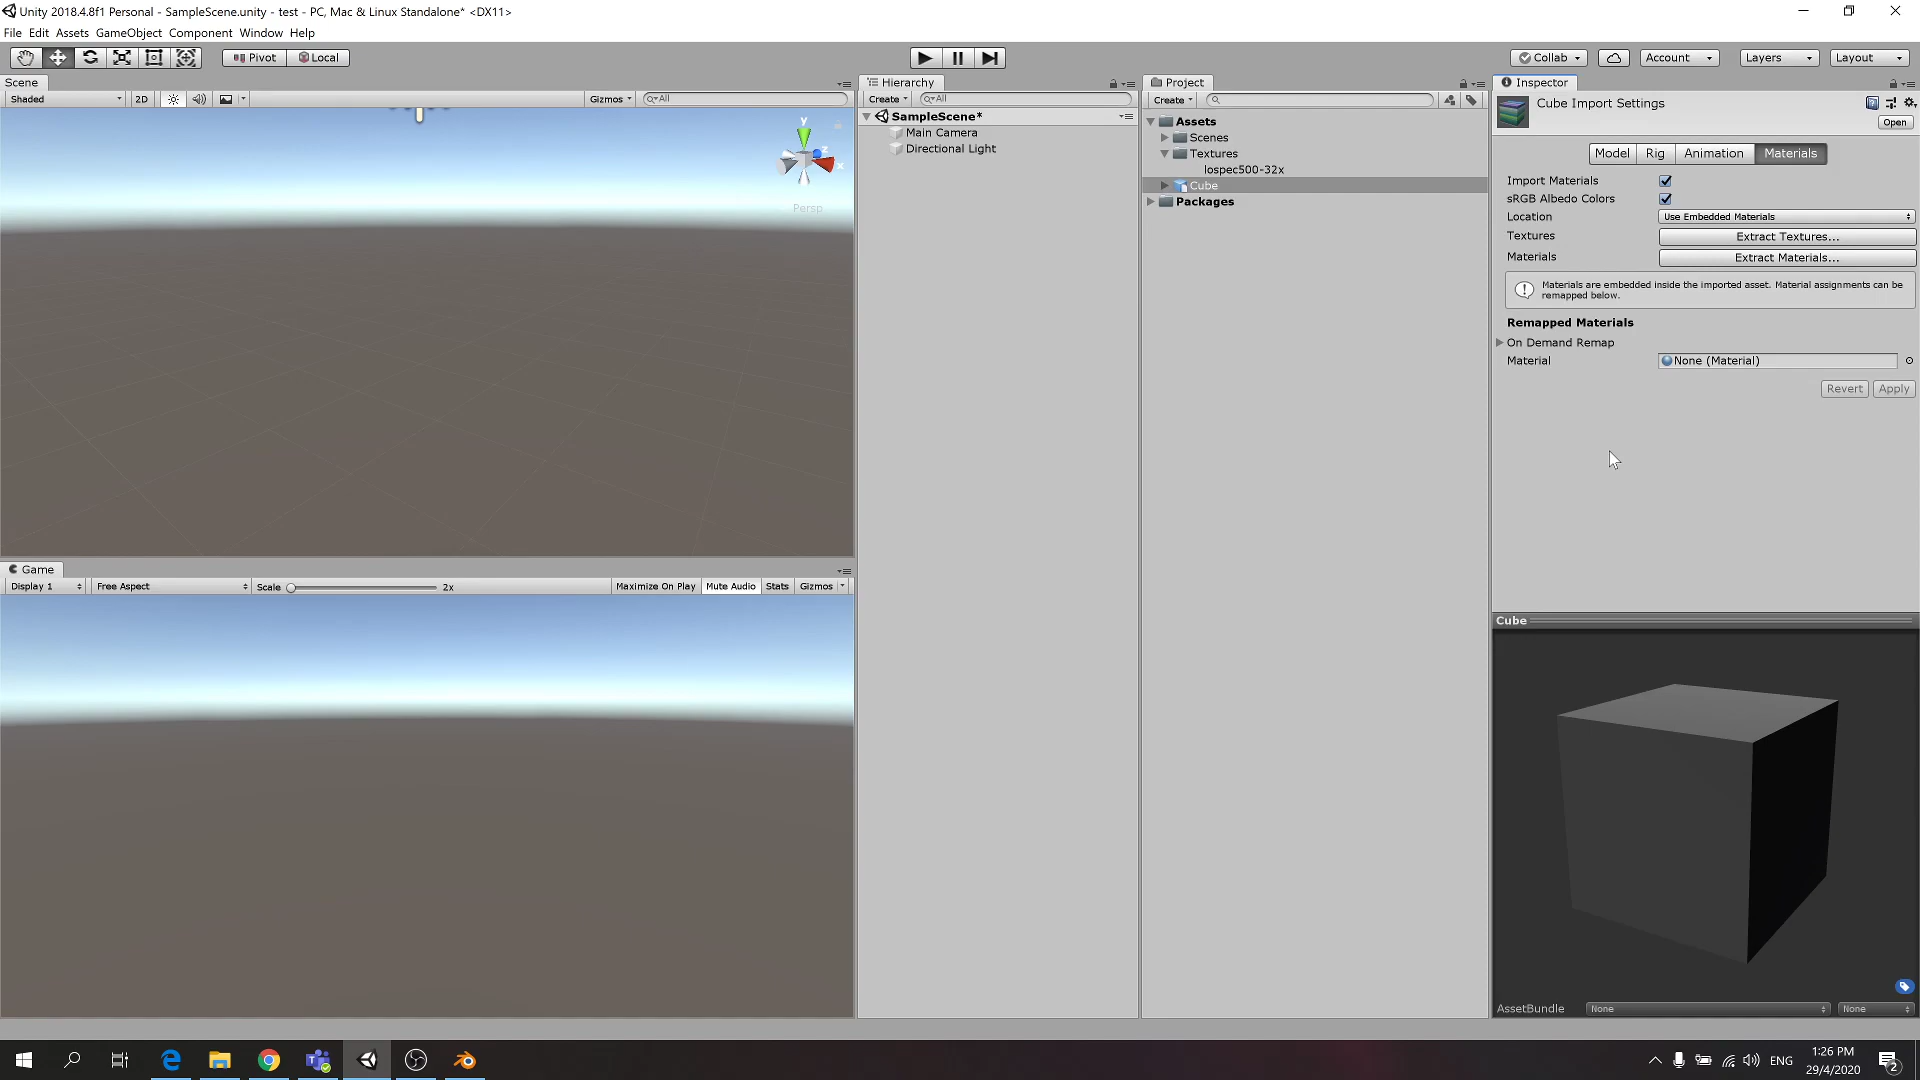 Unity 2018.4.8f1 Personal - SampleScene.unity - test - PC, Mac & Linux Standalone* <DX11>
File Edit Assets GameObject Component Window Help
Pivot Local Collab Account Layers Layout
Scene
Shaded 2D Gizmos All
y
z
x
Persp
Game
Display 1 Free Aspect Scale 2x Maximize On Play Mute Audio Stats Gizmos
Hierarchy
Create All
SampleScene*
Main Camera
Directional Light
Project
Create
Assets
Scenes
Textures
lospec500-32x
Cube
Packages
Inspector
Cube Import Settings
Open
Model Rig Animation Materials
Import Materials
sRGB Albedo Colors
Location Use Embedded Materials
Textures Extract Textures...
Materials Extract Materials...
Materials are embedded inside the imported asset. Material assignments can be
remapped below.
Remapped Materials
On Demand Remap
Material None (Material)
Revert Apply
Cube
AssetBundle None None
ENG
1:26 PM
29/4/2020
2